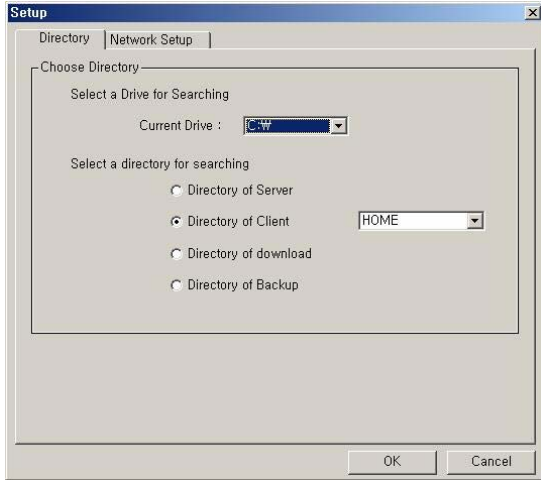 Setup
Directory Network Setup
Choose Directory
Select a Drive for Searching
Current Drive : C:₩
Select a directory for searching
Directory of Server
Directory of Client HOME
Directory of download
Directory of Backup
OK Cancel